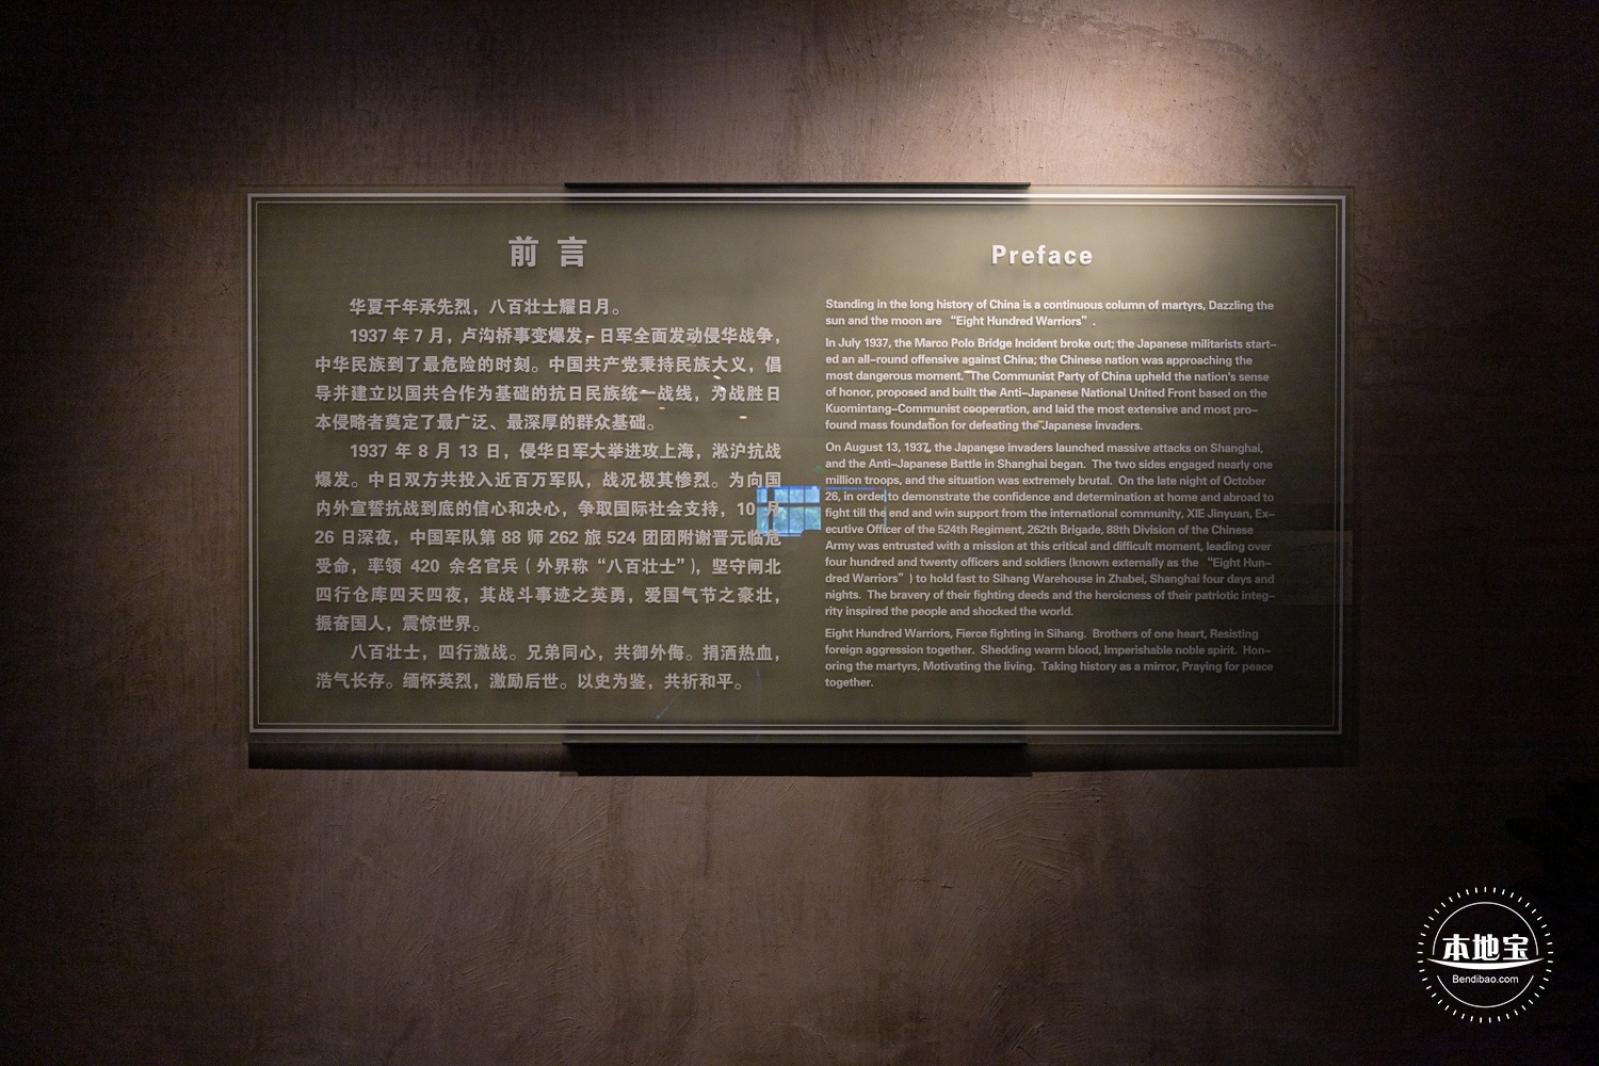 前言
华夏千年承先烈，八百壮士耀日月。
1937 年 7 月，卢沟桥事变爆发，日军全面发动侵华战争，
中华民族到了最危险的时刻。中国共产党秉持民族大义，倡
导并建立以国共合作为基础的抗日民族统一战线，为战胜日
本侵略者奠定了最广泛、最深厚的群众基础。
1937 年 8 月 13 日，侵华日军大举进攻上海，淞沪抗战
爆发。中日双方共投入近百万军队，战况极其惨烈。为向国
内外宣誓抗战到底的信心和决心，争取国际社会支持，10 月
26 日深夜，中国军队第 88 师 262 旅 524 团团附谢晋元临危
受命，率领 420 余名官兵（外界称“八百壮士”），坚守闸北
四行仓库四天四夜，其战斗事迹之英勇，爱国气节之豪壮，
振奋国人，震惊世界。
八百壮士，四行激战。兄弟同心，共御外侮。捐洒热血，
浩气长存。缅怀英烈，激励后世。以史为鉴，共祈和平。
Preface
Standing in the long history of China is a continuous column of martyrs, Dazzling the
sun and the moon are “Eight Hundred Warriors” .
In July 1937, the Marco Polo Bridge Incident broke out; the Japanese militarists start-
ed an all-round offensive against China; the Chinese nation was approaching the
most dangerous moment. The Communist Party of China upheld the nation's sense
of honor, proposed and built the Anti-Japanese National United Front based on the
Kuomintang-Communist cooperation, and laid the most extensive and most pro-
found mass foundation for defeating the Japanese invaders.
On August 13, 1937, the Japanese invaders launched massive attacks on Shanghai,
and the Anti-Japanese Battle in Shanghai began. The two sides engaged nearly one
million troops, and the situation was extremely brutal. On the late night of October
26, in order to demonstrate the confidence and determination at home and abroad to
fight till the end and win support from the international community, XIE Jinyuan, Ex-
ecutive Officer of the 524th Regiment, 262th Brigade, 88th Division of the Chinese
Army was entrusted with a mission at this critical and difficult moment, leading over
four hundred and twenty officers and soldiers (known externally as the “Eight Hun-
dred Warriors” ) to hold fast to Sihang Warehouse in Zhabei, Shanghai four days and
nights. The bravery of their fighting deeds and the heroicness of their patriotic integ-
rity inspired the people and shocked the world.
Eight Hundred Warriors, Fierce fighting in Sihang. Brothers of one heart, Resisting
foreign aggression together. Shedding warm blood, Imperishable noble spirit. Hon-
oring the martyrs, Motivating the living. Taking history as a mirror, Praying for peace
together.
本地宝
Bendibao.com